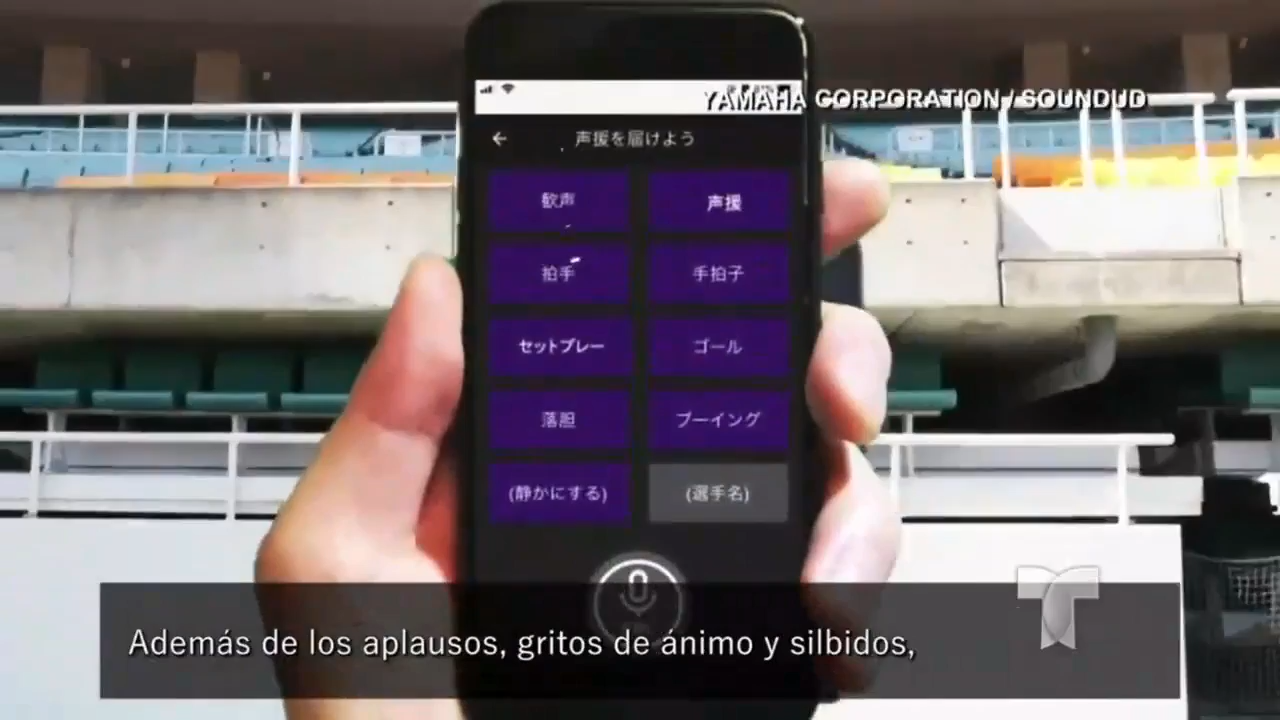 YAMAHA CORPORATION / SOUNDUD
声援を届けよう
歓声
声援
拍手
手拍子
セットプレー
ゴール
落胆
ブーイング
(静かにする)
(選手名)
Además de los aplausos, gritos de ánimo y silbidos,